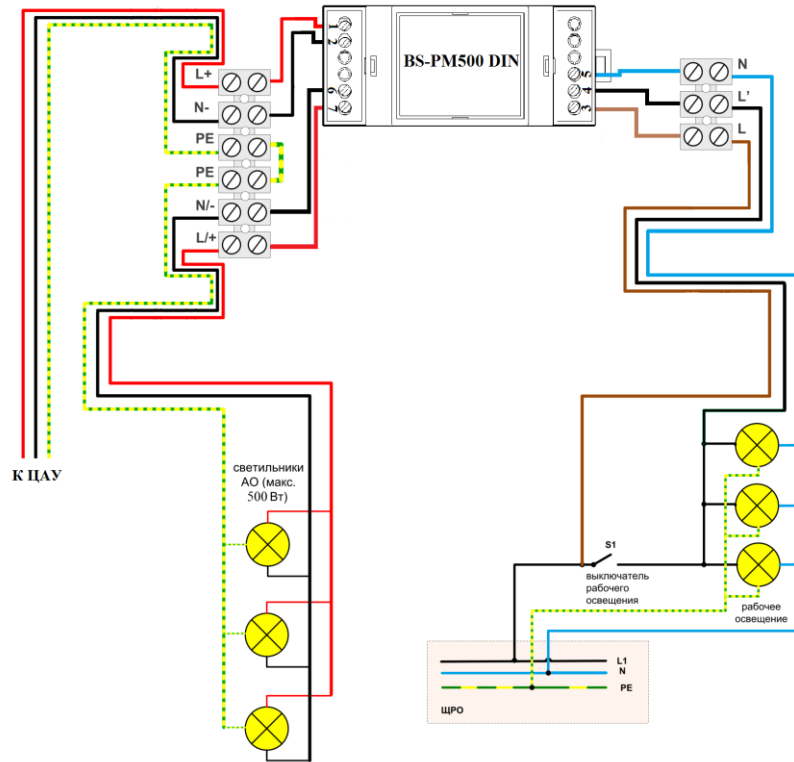 BS-PM500 DIN
1
2
6
7
5
4
3
L+
N-
PE
PE
N/-
L/+
N
L'
L
К ЦАУ
светильники
АО (макс.
500 Вт)
S1
выключатель
рабочего
освещения
рабочее
освещение
L1
N
PE
ЩРО